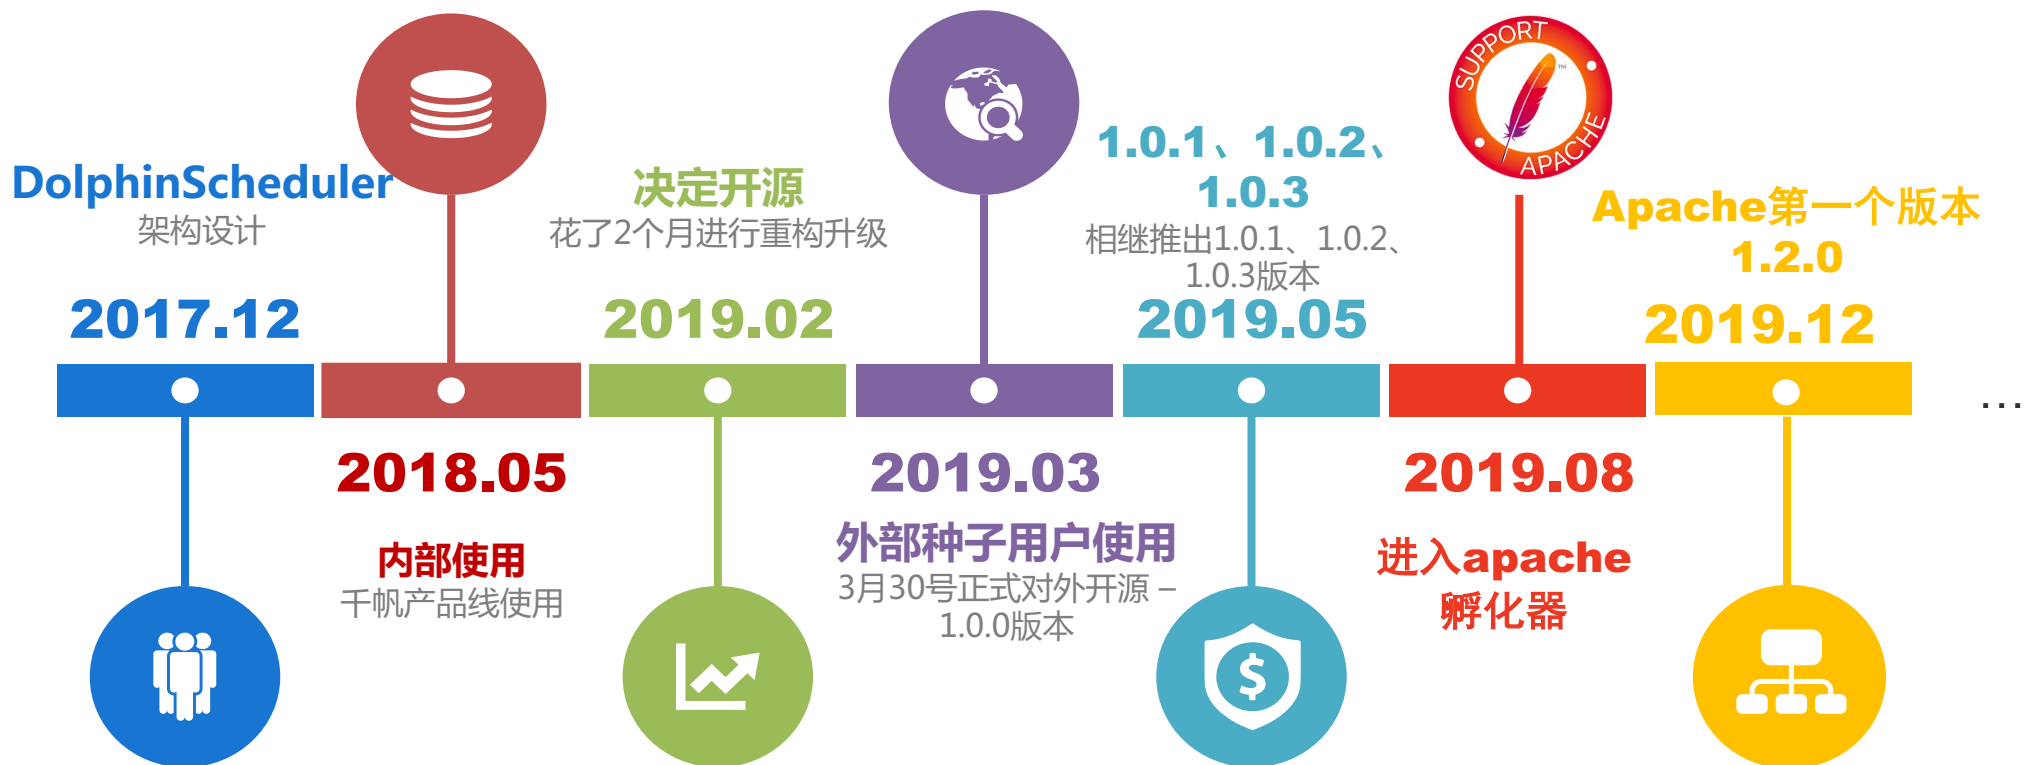 DolphinScheduler
架构设计
2017.12
2018.05
内部使用
千帆产品线使用
决定开源
花了2个月进行重构升级
2019.02
2019.03
外部种子用户使用
3月30号正式对外开源 –
1.0.0版本
1.0.1、1.0.2、
1.0.3
相继推出1.0.1、1.0.2、
1.0.3版本
2019.05
SUPPORT
APACHE
TM
2019.08
进入apache
孵化器
Apache第一个版本
1.2.0
2019.12
$
...